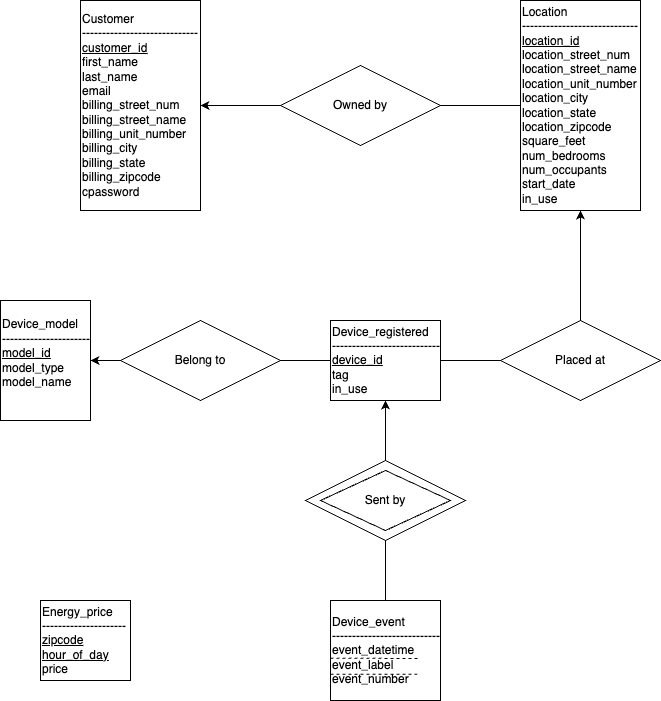 Customer
customer_id
first_name
last_name
email
billing_street_num
billing_street_name
billing_unit_number
billing_city
billing_state
billing_zipcode
cpassword
Owned by
Location
location_id
location_street_num
location_street_name
location_unit_number
location_city
location_state
location_zipcode
square_feet
num_bedrooms
num_occupants
start_date
in_use
Device_model
model_id
model_type
model_name
Belong to
Device_registered
device_id
tag
in_use
Placed at
Sent by
Energy_price
zipcode
hour_of_day
price
Device_event
event_datetime
event_label
event_number